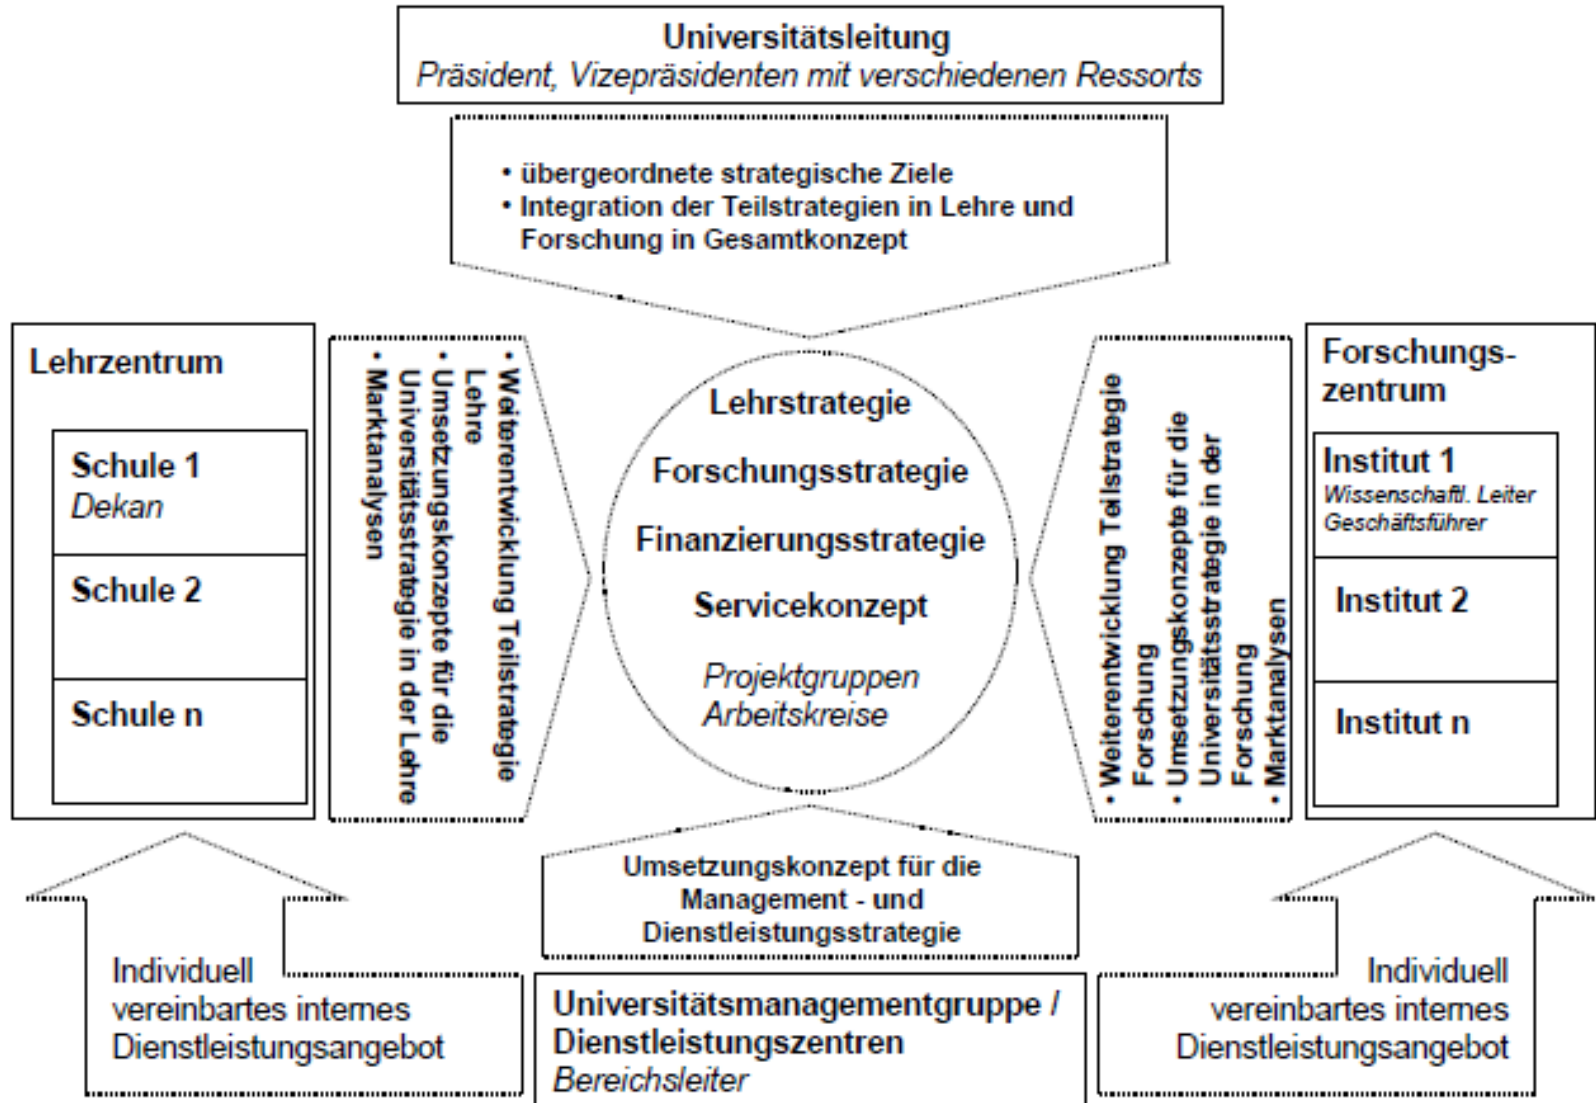 Universitätsleitung
Präsident, Vizepräsidenten mit verschiedenen Ressorts
• übergeordnete strategische Ziele
• Integration der Teilstrategien in Lehre und
Forschung in Gesamtkonzept
Lehrzentrum
Schule 1
Dekan
Schule 2
Schule n
• Weiterentwicklung Teilstrategie
Lehre
• Umsetzungskonzepte für die
Universitätsstrategie in der Lehre
• Marktanalysen
Lehrstrategie
Forschungsstrategie
Finanzierungsstrategie
Servicekonzept
Projektgruppen
Arbeitskreise
• Weiterentwicklung Teilstrategie
Forschung
• Umsetzungskonzepte für die
Universitätsstrategie in der
Forschung
• Marktanalysen
Forschungs-
zentrum
Institut 1
Wissenschaftl. Leiter
Geschäftsführer
Institut 2
Institut n
Umsetzungskonzept für die
Management - und
Dienstleistungsstrategie
Individuell
vereinbartes internes
Dienstleistungsangebot
Universitätsmanagementgruppe /
Dienstleistungszentren
Bereichsleiter
Individuell
vereinbartes internes
Dienstleistungsangebot